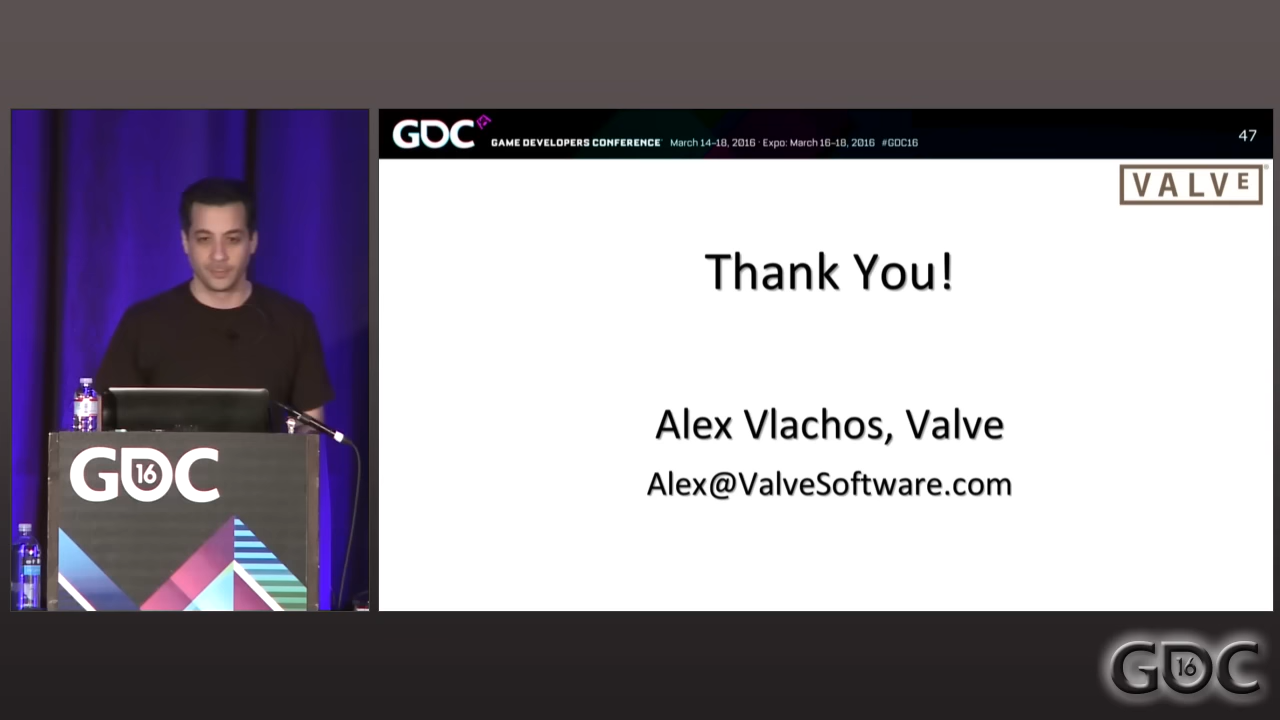 GDC
GAME DEVELOPERS CONFERENCE March 14-18, 2016 · Expo: March 16-18, 2016 #GDC16
47
VALVE
Thank You!
Alex Vlachos, Valve
Alex@ValveSoftware.com
GDC
16
GDC
16